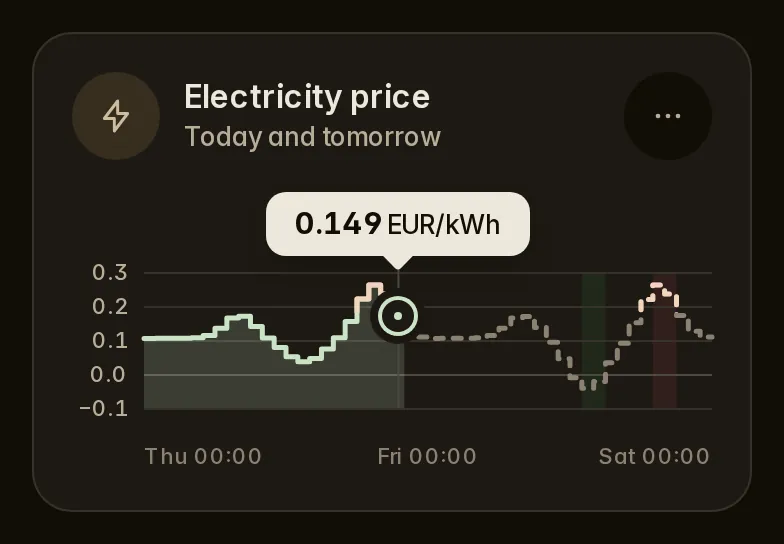 Electricity price
Today and tomorrow
0.149 EUR/kWh
0.3
0.2
0.1
0.0
−0.1
Thu 00:00 Fri 00:00 Sat 00:00